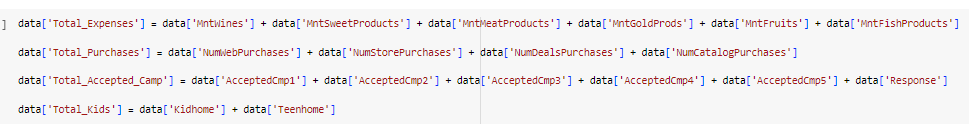 ] data['Total_Expenses'] = data['MntWines'] + data['MntSweetProducts'] + data['MntMeatProducts'] + data['MntGoldProds'] + data['MntFruits'] + data['MntFishProducts']
data['Total_Purchases'] = data['NumWebPurchases'] + data['NumStorePurchases'] + data['NumDealsPurchases'] + data['NumCatalogPurchases']
data['Total_Accepted_Camp'] = data['AcceptedCmp1'] + data['AcceptedCmp2'] + data['AcceptedCmp3'] + data['AcceptedCmp4'] + data['AcceptedCmp5'] + data['Response']
data['Total_Kids'] = data['Kidhome'] + data['Teenhome']